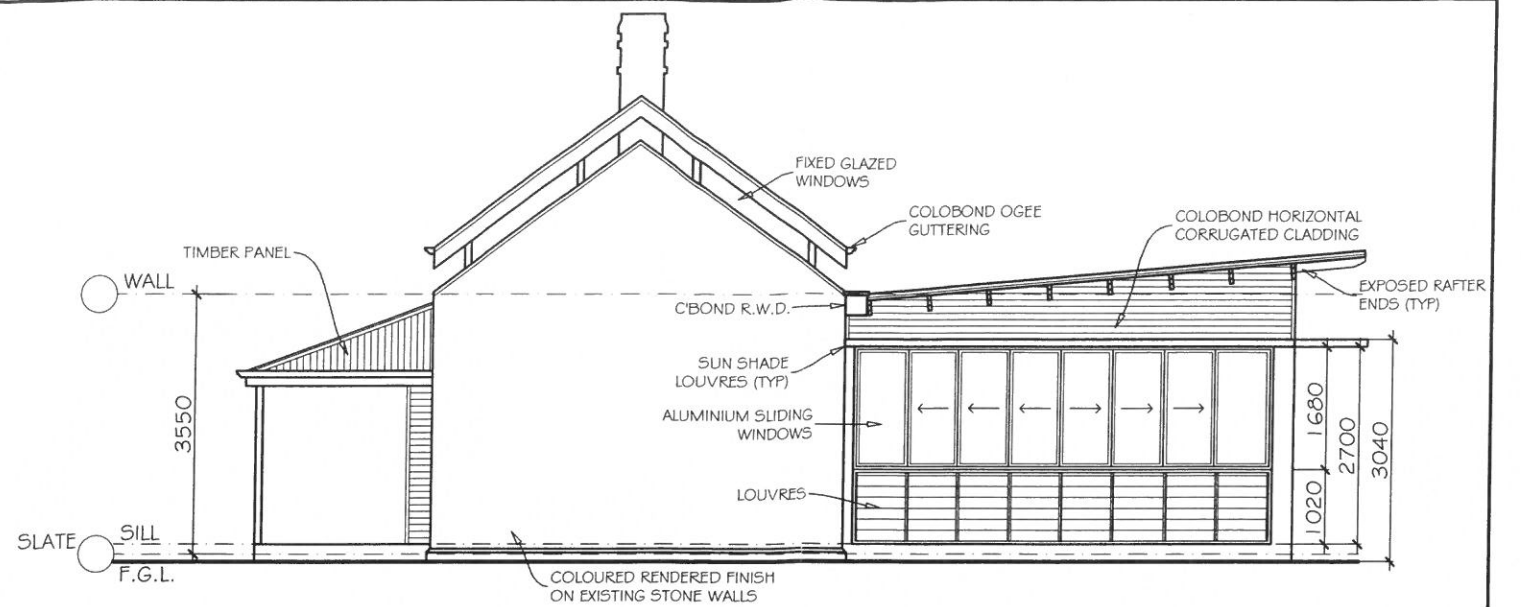 FIXED GLAZED
WINDOWS
COLOBOND OGEE
GUTTERING
COLOBOND HORIZONTAL
CORRUGATED CLADDING
TIMBER PANEL
WALL
EXPOSED RAFTER
ENDS (TYP)
C'BOND R.W.D.
SUN SHADE
LOUVRES (TYP)
ALUMINIUM SLIDING
WINDOWS
3550
1680
2700
3040
LOUVRES
1020
SLATE
SILL
F.G.L.
COLOURED RENDERED FINISH
ON EXISTING STONE WALLS